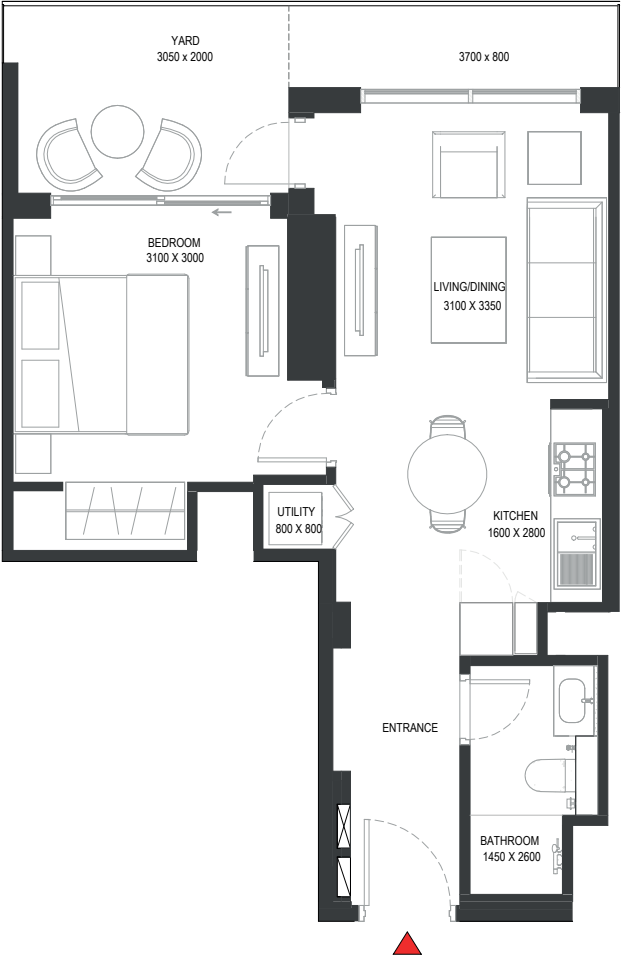 YARD
3050 x 2000
3700 x 800
BEDROOM
3100 X 3000
LIVING/DINING
3100 X 3350
UTILITY
800 X 800
KITCHEN
1600 X 2800
ENTRANCE
BATHROOM
1450 X 2600